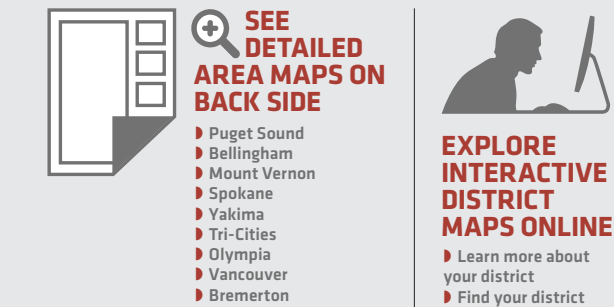 SEE
DETAILED
AREA MAPS ON
BACK SIDE
Puget Sound
Bellingham
Mount Vernon
Spokane
Yakima
Tri-Cities
Olympia
Vancouver
Bremerton
EXPLORE
INTERACTIVE
DISTRICT
MAPS ONLINE
Learn more about
your district
Find your district